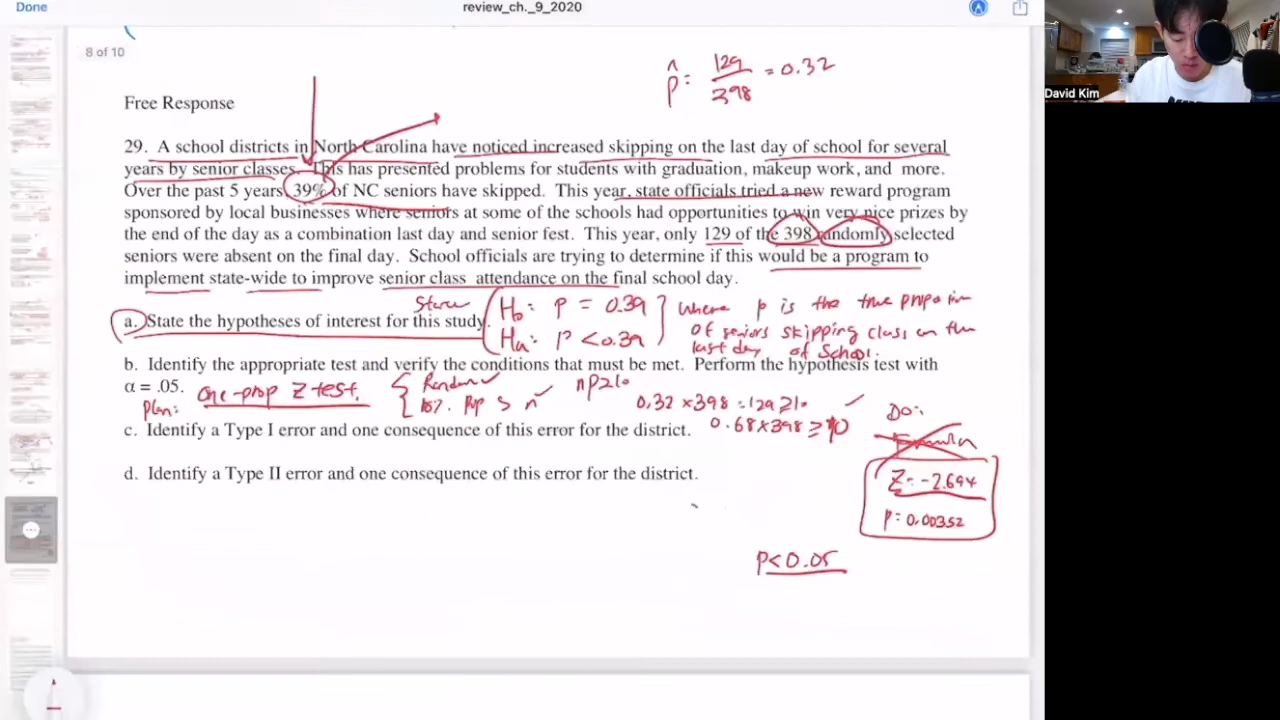 Done
review_ch._9_2020
8 of 10
p̂ = 129/398 = 0.32
Free Response
29. A school districts in North Carolina have noticed increased skipping on the last day of school for several
years by senior classes. This has presented problems for students with graduation, makeup work, and more.
Over the past 5 years 39% of NC seniors have skipped. This year, state officials tried a new reward program
sponsored by local businesses where seniors at some of the schools had opportunities to win very nice prizes by
the end of the day as a combination last day and senior fest. This year, only 129 of the 398 randomly selected
seniors were absent on the final day. School officials are trying to determine if this would be a program to
implement state-wide to improve senior class attendance on the final school day.
State
H₀: p = 0.39
Hₐ: p < 0.39
where p is the true proportion
of seniors skipping class on the
last day of school.
a. State the hypotheses of interest for this study.
b. Identify the appropriate test and verify the conditions that must be met. Perform the hypothesis test with
α = .05. one-prop Z test.
Plan:
Random ✓
10%. Pop > n ✓
np≥10
0.32 × 398 = 129 ≥ 10 ✓
0.68 × 398 ≥ 10
c. Identify a Type I error and one consequence of this error for the district.
d. Identify a Type II error and one consequence of this error for the district.
Do:
Formula
Z = -2.694
p = 0.00352
p < 0.05
David Kim